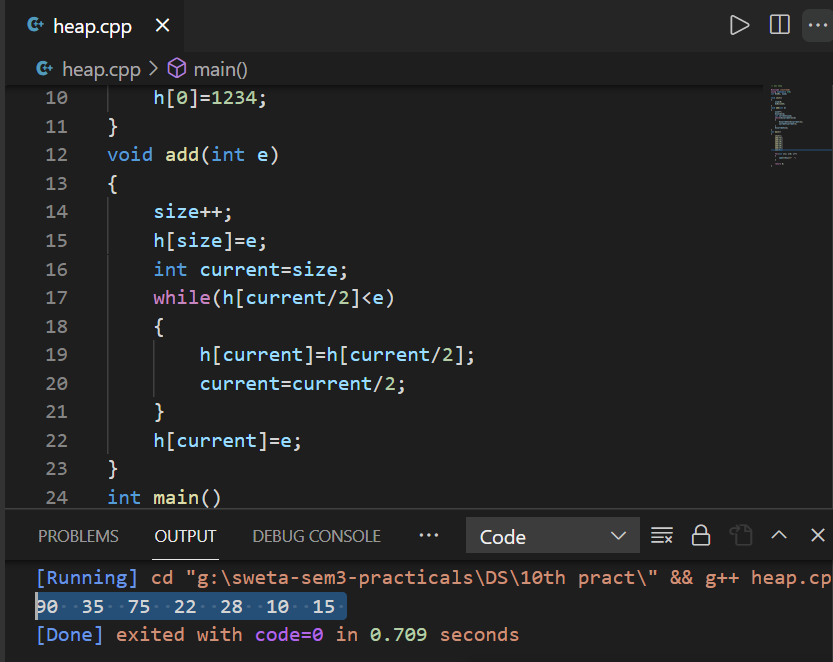 heap.cpp
heap.cpp > main()
10 h[0]=1234;
11 }
12 void add(int e)
13 {
14 size++;
15 h[size]=e;
16 int current=size;
17 while(h[current/2]<e)
18 {
19 h[current]=h[current/2];
20 current=current/2;
21 }
22 h[current]=e;
23 }
24 int main()
PROBLEMS OUTPUT DEBUG CONSOLE ··· Code
[Running] cd "g:\sweta-sem3-practicals\DS\10th pract\" && g++ heap.cp
90 35 75 22 28 10 15
[Done] exited with code=0 in 0.709 seconds